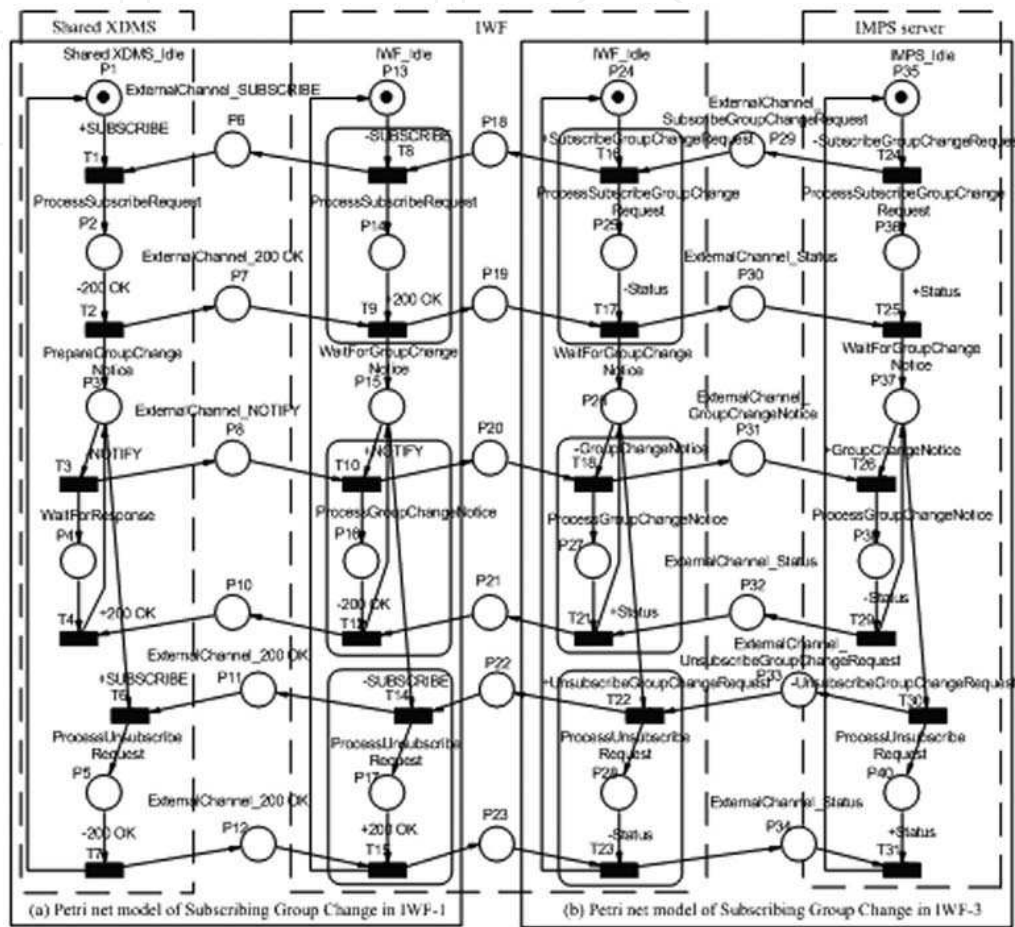 Shared XDMS
IWF
IMPS server
Shared XDMS_Idle
IWF_Idle
IWF_Idle
IMPS_Idle
P1
P13
P24
P35
ExternalChannel_SUBSCRIBE
ExternalChannel_
SubscribeGroupChangeRequest
+SUBSCRIBE
P6
-SUBSCRIBE
P18
+SubscribeGroupChangeRequest
P29
-SubscribeGroupChangeRequest
T1
T8
T16
T24
ProcessSubscribeRequest
ProcessSubscribeRequest
ProcessSubscribeGroupChange
Request
ProcessSubscribeGroupChange
Request
P2
P14
P25
P36
ExternalChannel_200 OK
ExternalChannel_Status
P7
P19
P30
-200 OK
+200 OK
-Status
+Status
T2
T9
T17
T25
PrepareGroupChange
Notice
WaitForGroupChange
Notice
WaitForGroupChange
Notice
WaitForGroupChange
Notice
P3
P15
P26
P37
ExternalChannel_NOTIFY
ExternalChannel_
GroupChangeNotice
P8
P20
P31
-NOTIFY
+NOTIFY
-GroupChangeNotice
+GroupChangeNotice
T3
T10
T18
T26
WaitForResponse
ProcessGroupChangeNotice
ProcessGroupChangeNotice
ProcessGroupChangeNotice
P4
P16
P27
ExternalChannel_Status
P10
P21
P32
+200 OK
-200 OK
+Status
-Status
T4
T21
T29
ExternalChannel_200 OK
ExternalChannel_
UnsubscribeGroupChangeRequest
+SUBSCRIBE
P11
-SUBSCRIBE
P22
+UnsubscribeGroupChangeRequest
P33
-UnsubscribeGroupChangeRequest
T6
T14
T22
T30
ProcessUnsubscribe
Request
ProcessUnsubscribe
Request
ProcessUnsubscribe
Request
ProcessUnsubscribe
Request
P5
P17
P28
P40
ExternalChannel_200 OK
ExternalChannel_Status
P12
P23
P34
-200 OK
+200 OK
-Status
+Status
T7
T15
T23
T31
(a) Petri net model of Subscribing Group Change in IWF-1
(b) Petri net model of Subscribing Group Change in IWF-3